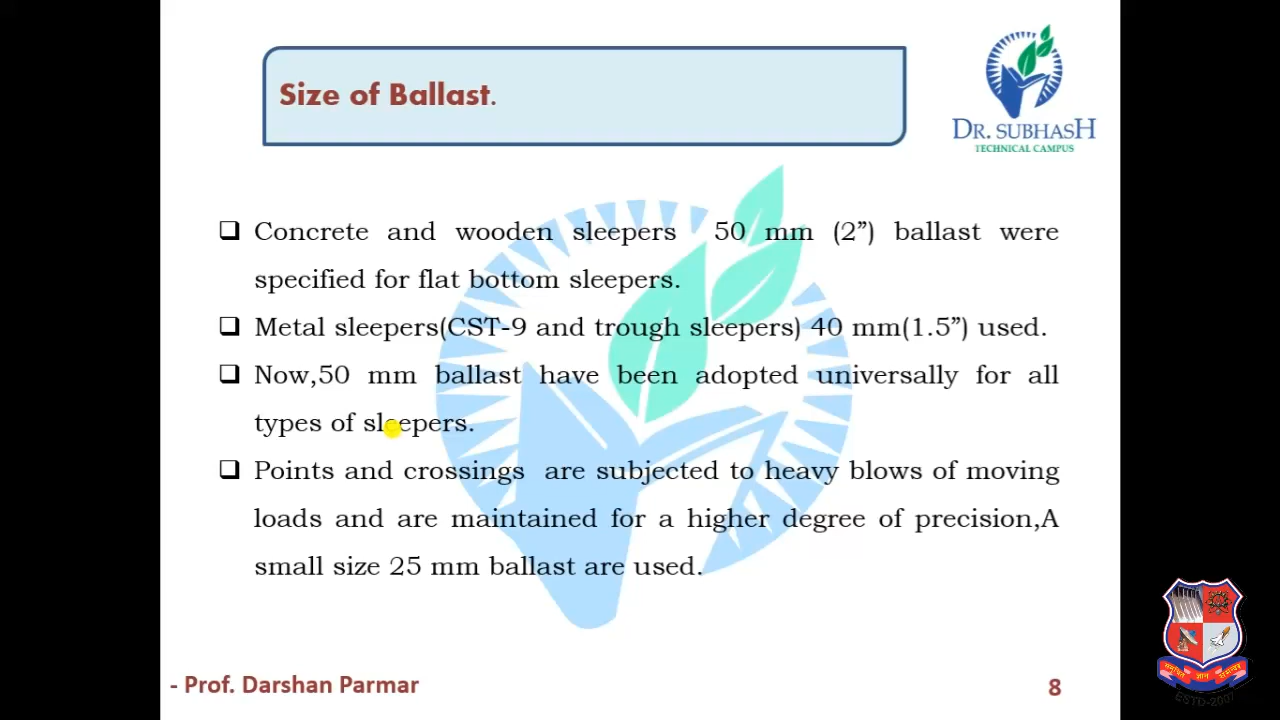 Size of Ballast.
DR. SUBHASH
TECHNICAL CAMPUS
❑ Concrete and wooden sleepers 50 mm (2”) ballast were
specified for flat bottom sleepers.
❑ Metal sleepers(CST-9 and trough sleepers) 40 mm(1.5”) used.
❑ Now,50 mm ballast have been adopted universally for all
types of sleepers.
❑ Points and crossings are subjected to heavy blows of moving
loads and are maintained for a higher degree of precision,A
small size 25 mm ballast are used.
- Prof. Darshan Parmar
8
ESTD-2007